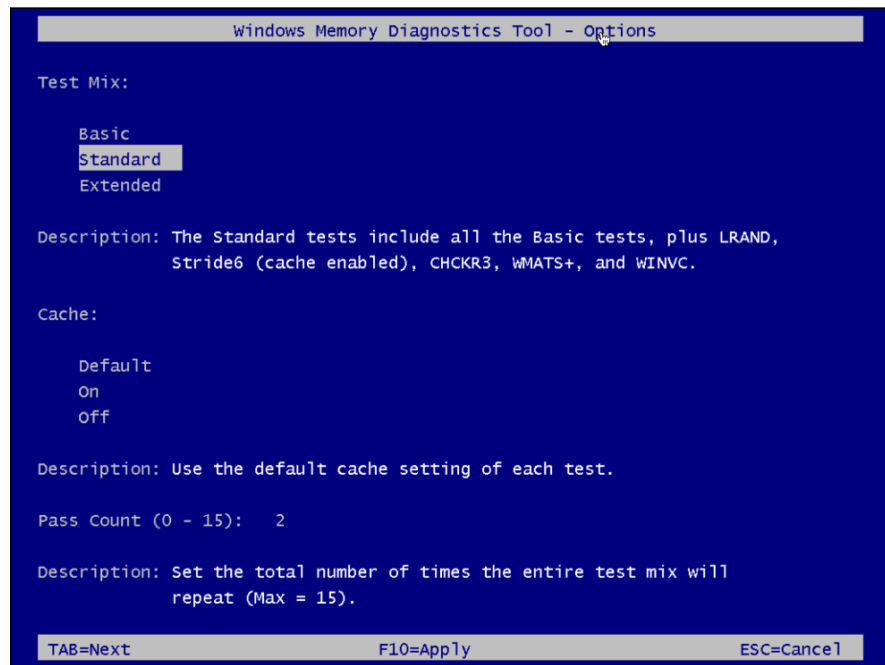 Windows Memory Diagnostics Tool - Options
Test Mix:
Basic
Standard
Extended
Description: The Standard tests include all the Basic tests, plus LRAND,
Stride6 (cache enabled), CHCKR3, WMATS+, and WINVC.
Cache:
Default
On
Off
Description: Use the default cache setting of each test.
Pass Count (0 - 15): 2
Description: Set the total number of times the entire test mix will
repeat (Max = 15).
TAB=Next F10=Apply ESC=Cancel